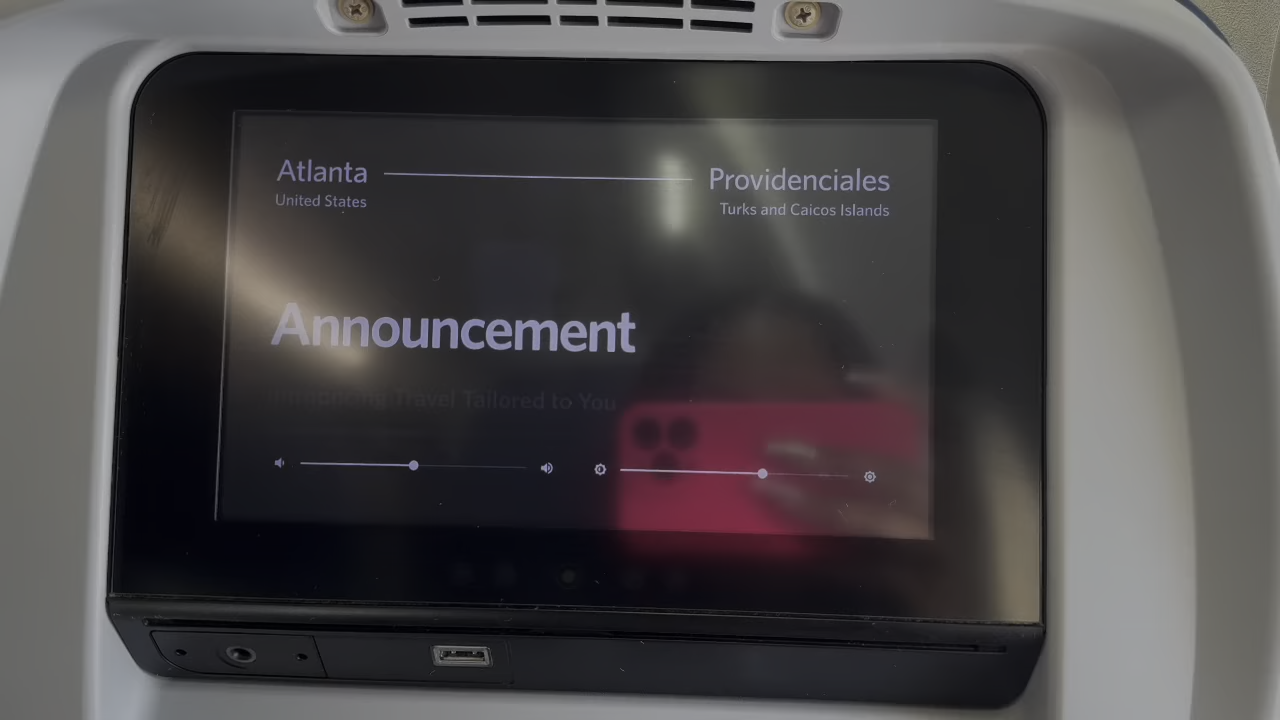 Atlanta
United States
Providenciales
Turks and Caicos Islands
Announcement
Travel Tailored to You